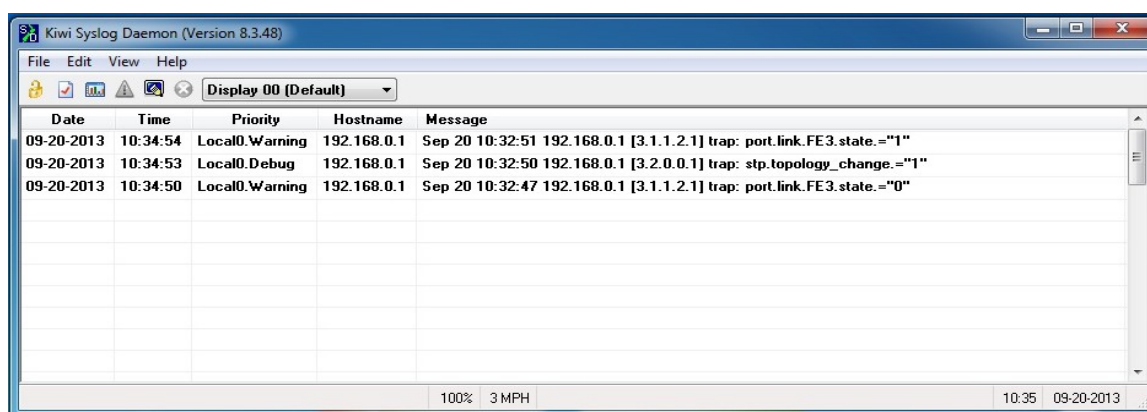 Kiwi Syslog Daemon (Version 8.3.48)
File Edit View Help
Display 00 (Default)
Date Time Priority Hostname Message
09-20-2013 10:34:54 Local0.Warning 192.168.0.1 Sep 20 10:32:51 192.168.0.1 [3.1.1.2.1] trap: port.link.FE3.state.="1"
09-20-2013 10:34:53 Local0.Debug 192.168.0.1 Sep 20 10:32:50 192.168.0.1 [3.2.0.0.1] trap: stp.topology_change.="1"
09-20-2013 10:34:50 Local0.Warning 192.168.0.1 Sep 20 10:32:47 192.168.0.1 [3.1.1.2.1] trap: port.link.FE3.state.="0"
100% 3 MPH 10:35 09-20-2013